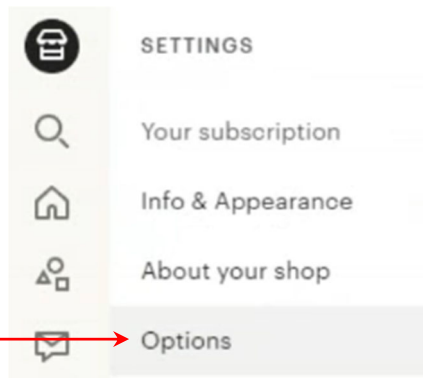 SETTINGS
Your subscription
Info & Appearance
About your shop
Options